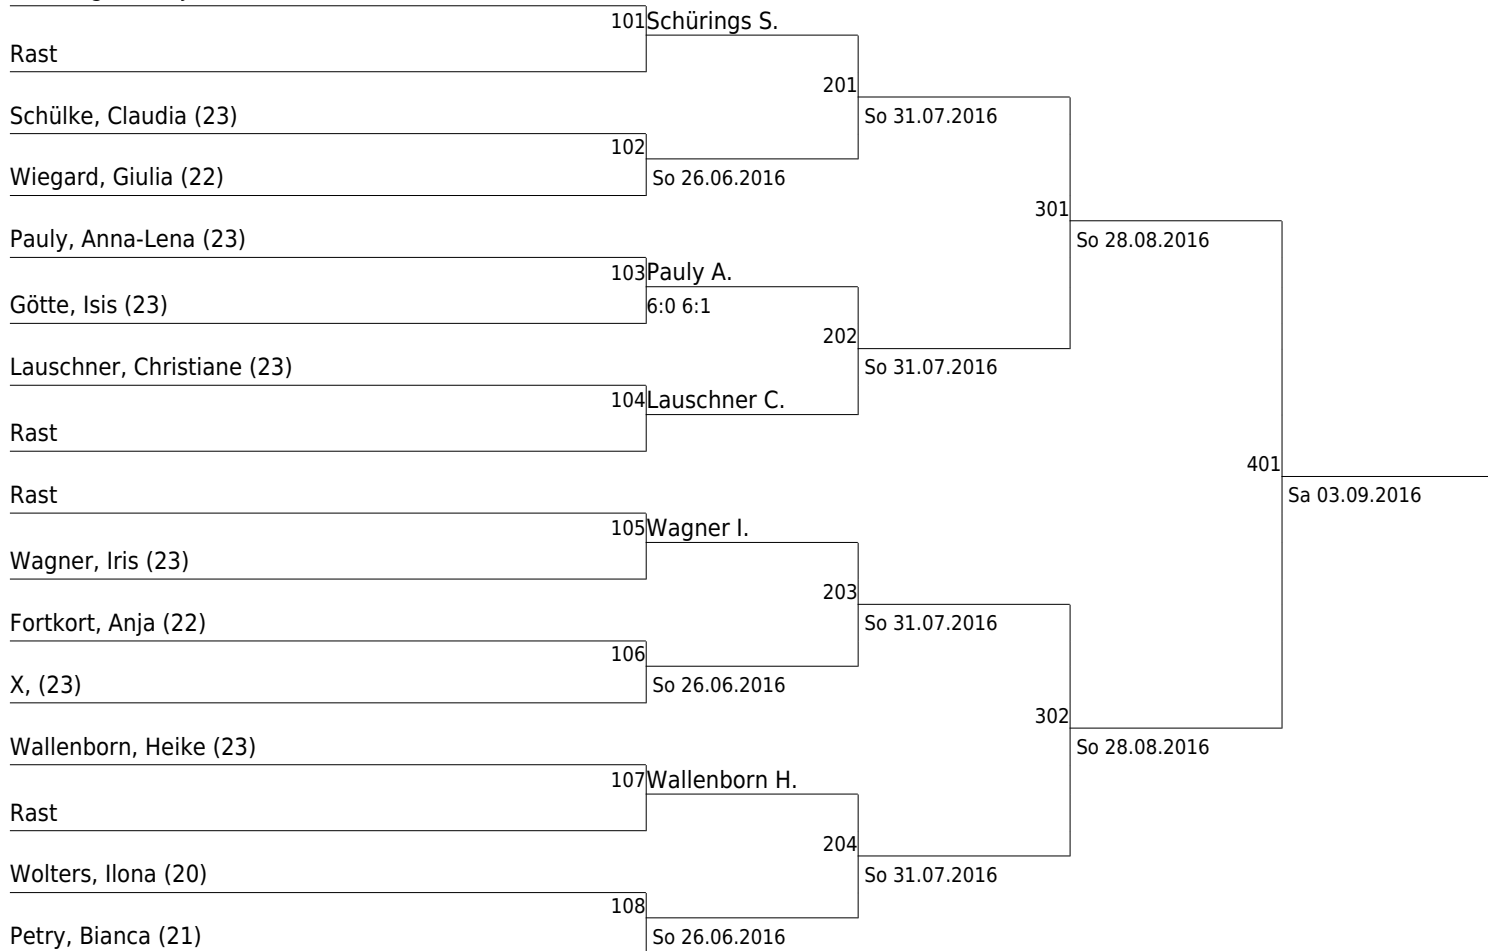 101 Schürings S.
Rast
201
So 31.07.2016
Schülke, Claudia (23)
102
Wiegard, Giulia (22)
So 26.06.2016
301
So 28.08.2016
Pauly, Anna-Lena (23)
103 Pauly A.
Götte, Isis (23)
6:0 6:1
202
So 31.07.2016
Lauschner, Christiane (23)
104 Lauschner C.
Rast
401
Sa 03.09.2016
Rast
105 Wagner I.
Wagner, Iris (23)
203
So 31.07.2016
Fortkort, Anja (22)
106
X, (23)
So 26.06.2016
302
So 28.08.2016
Wallenborn, Heike (23)
107 Wallenborn H.
Rast
204
So 31.07.2016
Wolters, Ilona (20)
108
Petry, Bianca (21)
So 26.06.2016